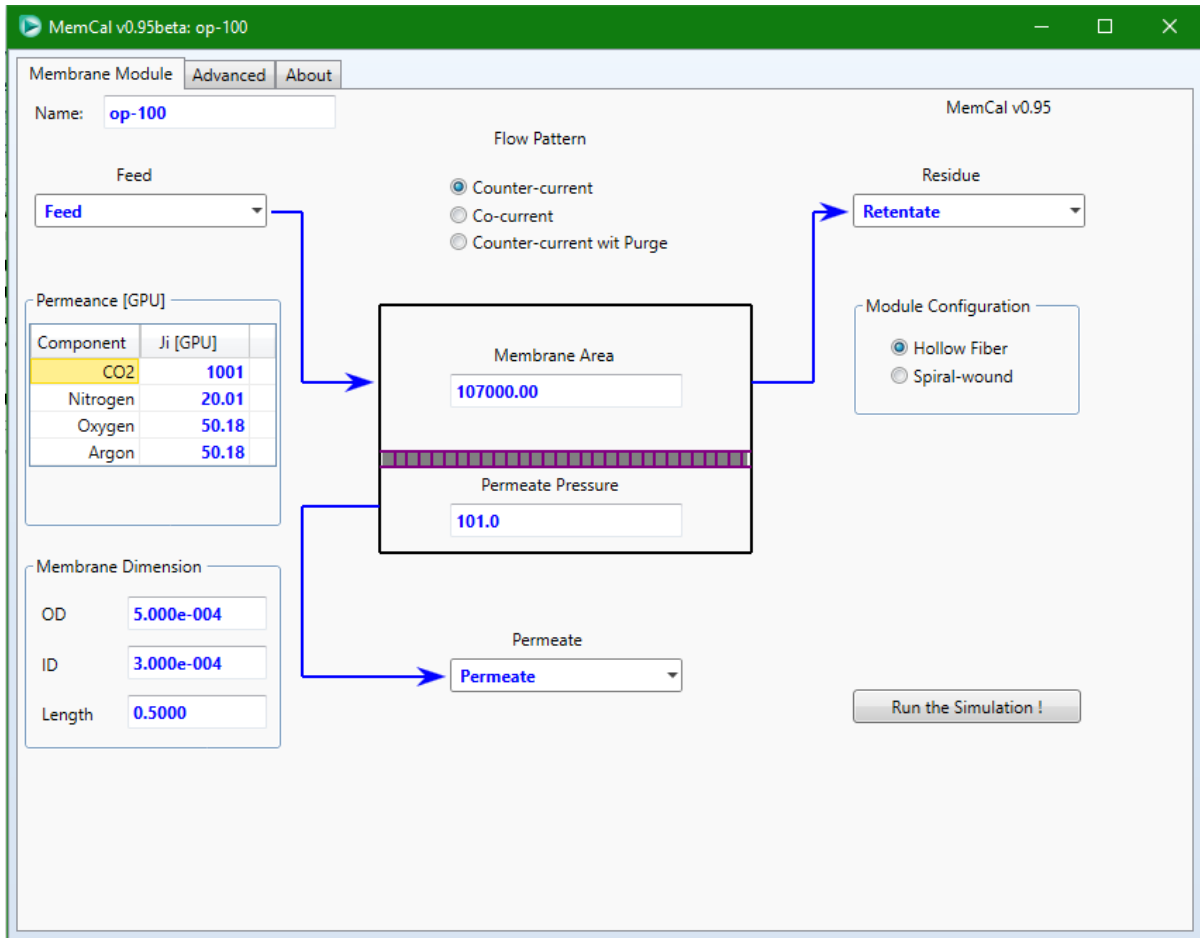 MemCal v0.95beta: op-100
Membrane Module Advanced About
Name: op-100
MemCal v0.95
Flow Pattern
Feed
Residue
Feed
Counter-current
Co-current
Counter-current wit Purge
Retentate
Permeance [GPU]
Component Ji [GPU]
CO2 1001
Nitrogen 20.01
Oxygen 50.18
Argon 50.18
Membrane Area
107000.00
Module Configuration
Hollow Fiber
Spiral-wound
Permeate Pressure
101.0
Membrane Dimension
OD 5.000e-004
ID 3.000e-004
Length 0.5000
Permeate
Permeate
Run the Simulation !